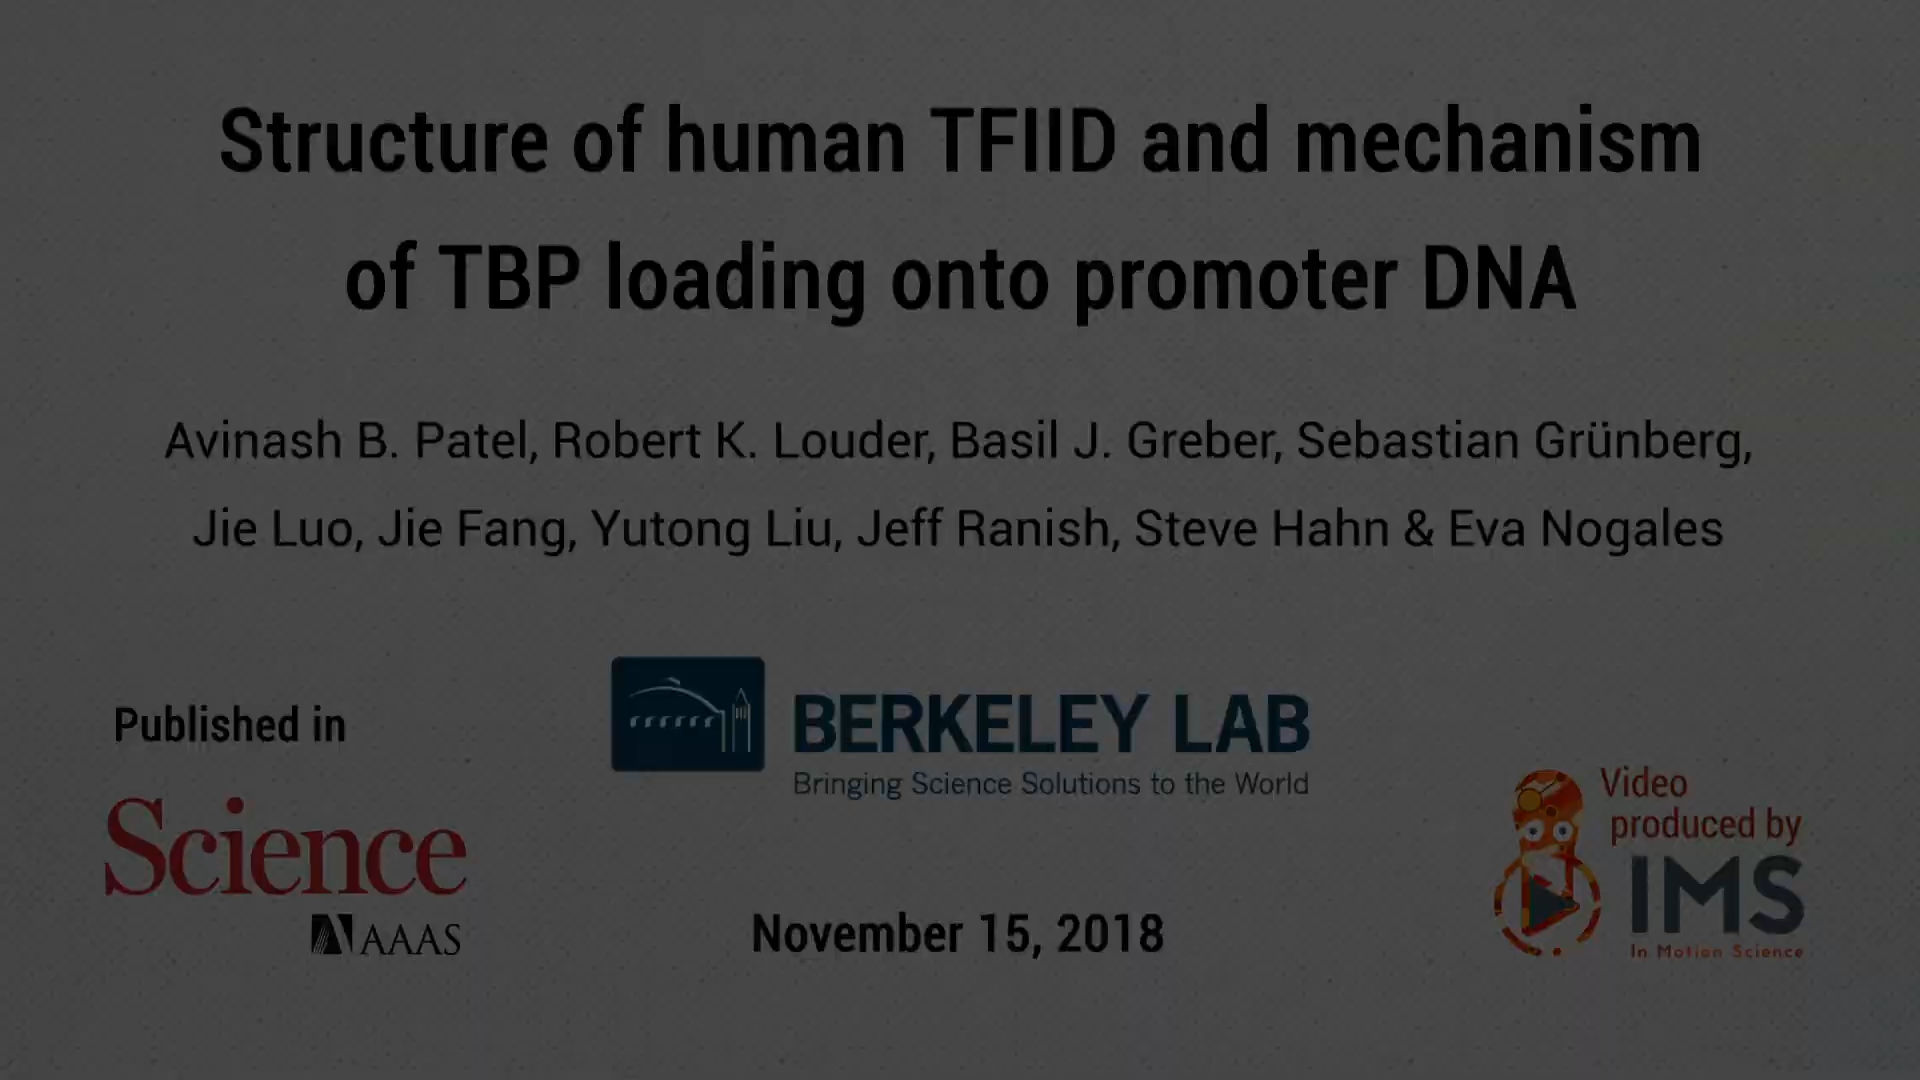 Structure of human TFIID and mechanism
of TBP loading onto promoter DNA
Avinash B. Patel, Robert K. Louder, Basil J. Greber, Sebastian Grünberg,
Jie Luo, Jie Fang, Yutong Liu, Jeff Ranish, Steve Hahn & Eva Nogales
Published in
Science
AAAS
BERKELEY LAB
Bringing Science Solutions to the World
November 15, 2018
Video
produced by
IMS
In Motion Science